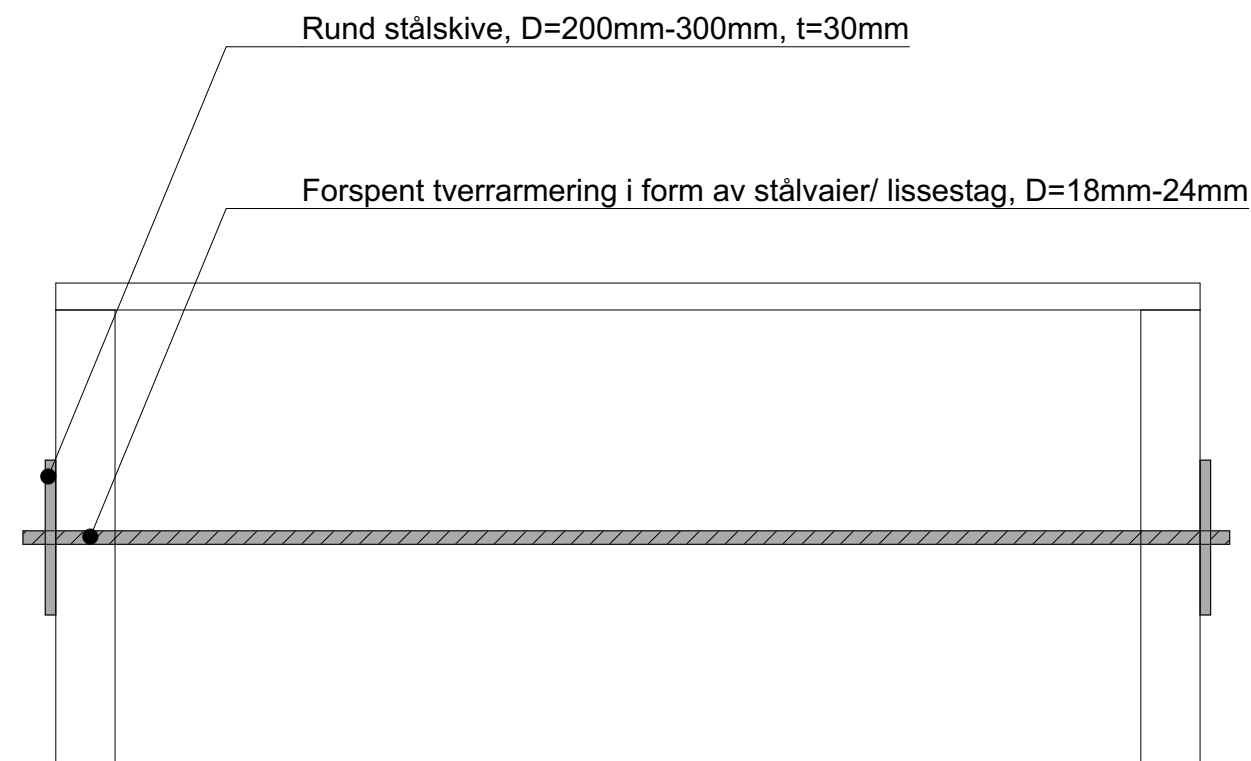 Rund stålskive, D=200mm-300mm, t=30mm
Forspent tverrarmering i form av stålvaier/ lissestag, D=18mm-24mm